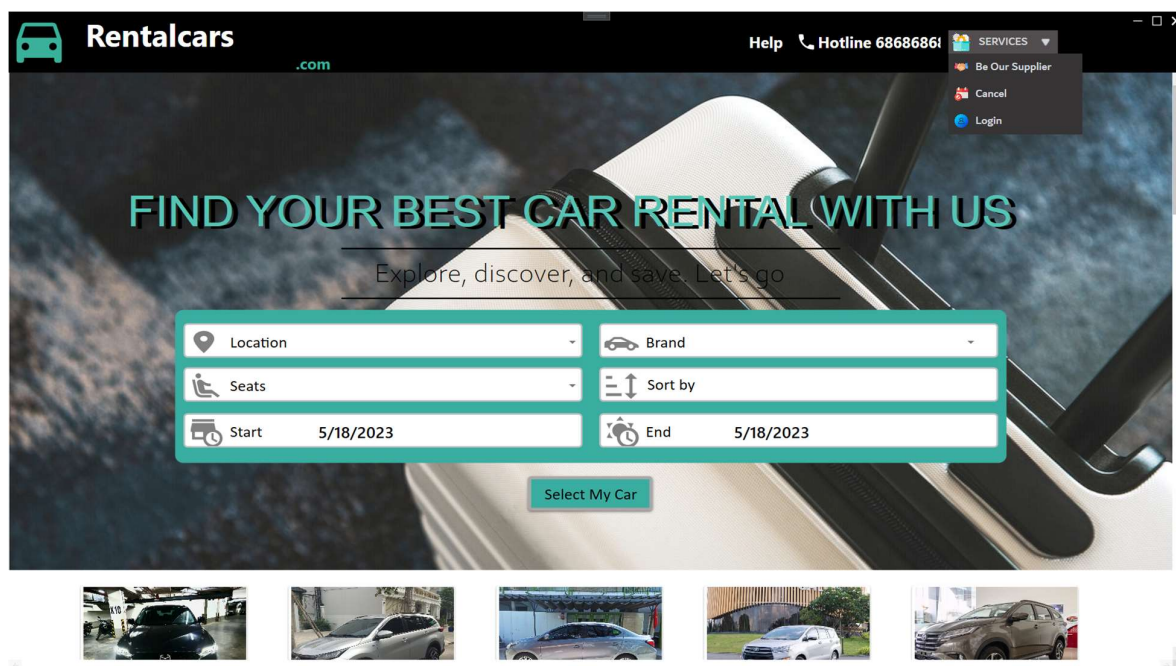 Rentalcars
.com
Help
Hotline 6868686
SERVICES
Be Our Supplier
Cancel
Login
FIND YOUR BEST CAR RENTAL WITH US
Explore, discover, and save. Let's go
Location
Brand
Seats
Sort by
Start 5/18/2023
End 5/18/2023
Select My Car
K10